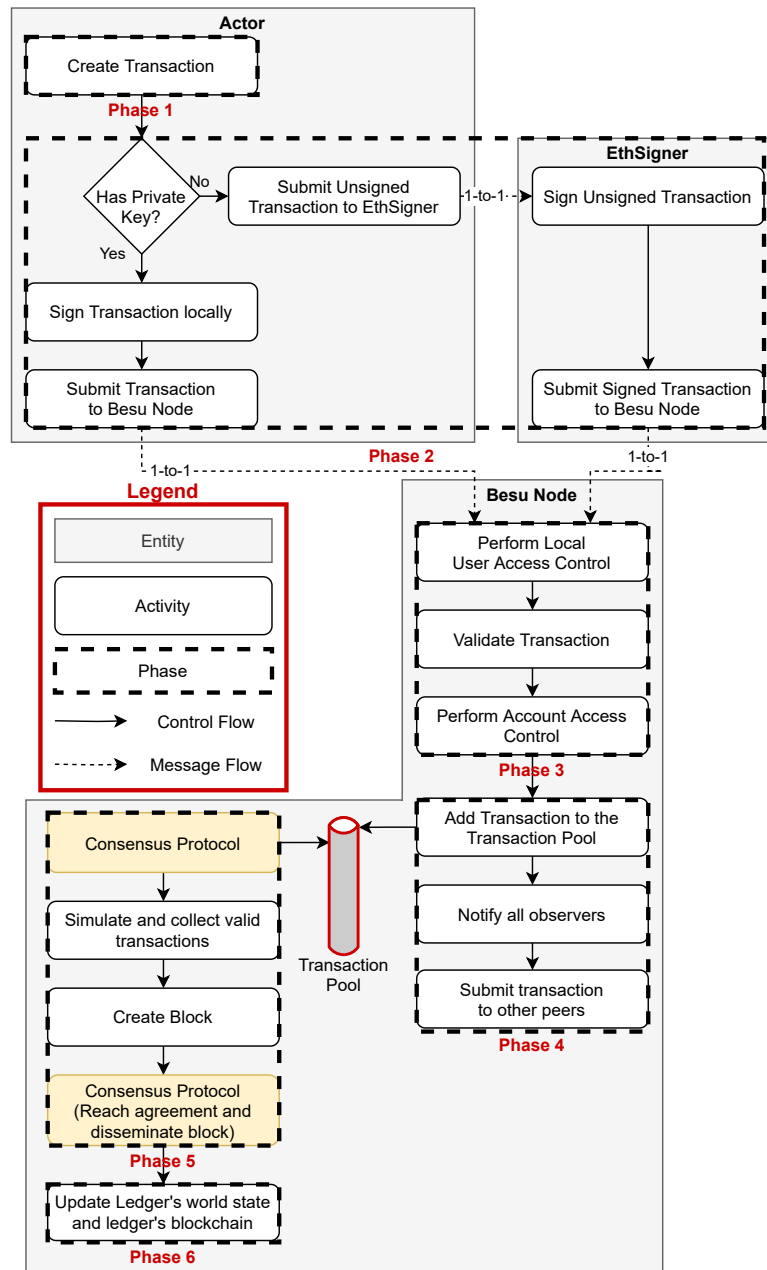 Actor
Create Transaction
Phase 1
EthSigner
Has Private
Key?
No
Yes
Submit Unsigned
Transaction to EthSigner
1-to-1
Sign Unsigned Transaction
Sign Transaction locally
Submit Transaction
to Besu Node
Submit Signed Transaction
to Besu Node
Phase 2
1-to-1
1-to-1
Legend
Entity
Activity
Phase
Control Flow
Message Flow
Besu Node
Perform Local
User Access Control
Validate Transaction
Perform Account Access
Control
Phase 3
Add Transaction to the
Transaction Pool
Notify all observers
Submit transaction
to other peers
Phase 4
Transaction
Pool
Consensus Protocol
Simulate and collect valid
transactions
Create Block
Consensus Protocol
(Reach agreement and
disseminate block)
Phase 5
Update Ledger's world state
and ledger's blockchain
Phase 6